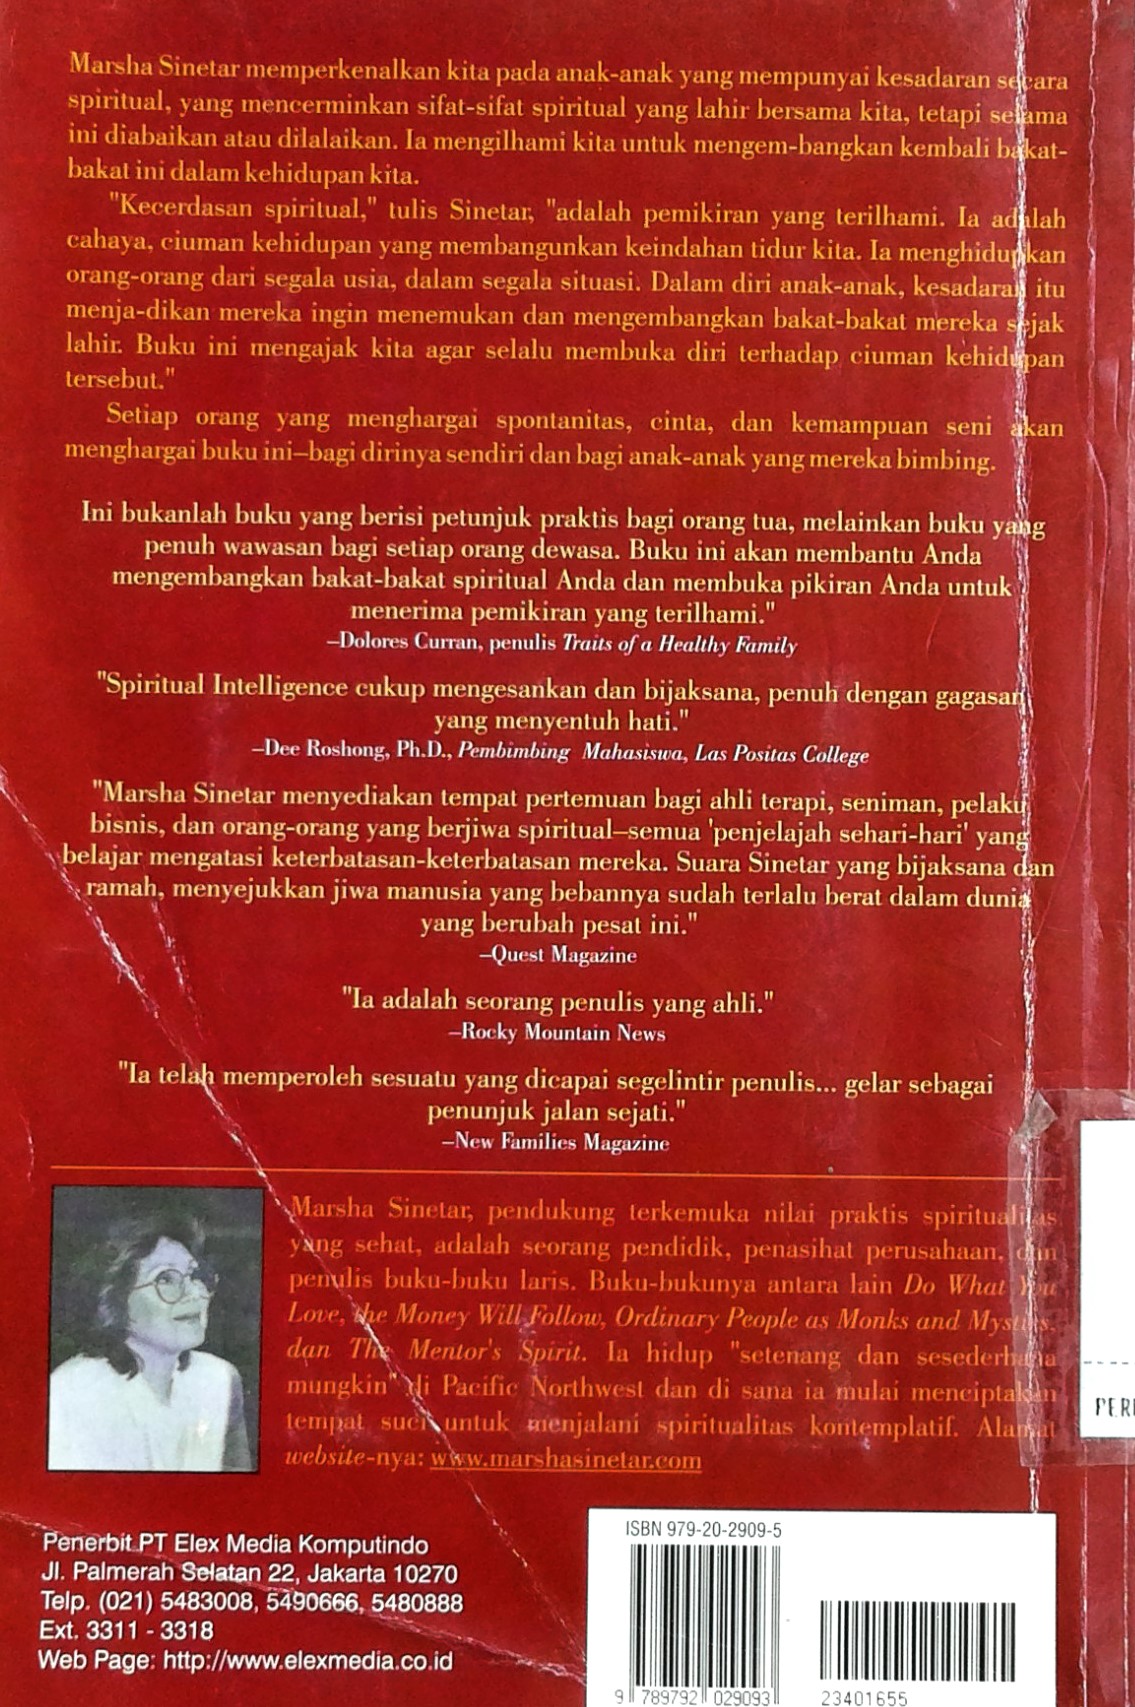 Marsha Sinetar memperkenalkan kita pada anak-anak yang mempunyai kesadaran secara
spiritual, yang mencerminkan sifat-sifat spiritual yang lahir bersama kita, tetapi selama
ini diabaikan atau dilalaikan. Ia mengilhami kita untuk mengem-bangkan kembali bakat-
bakat ini dalam kehidupan kita.
"Kecerdasan spiritual," tulis Sinetar, "adalah pemikiran yang terilhami. Ia adalah
cahaya, ciuman kehidupan yang membangunkan keindahan tidur kita. Ia menghidupkan
orang-orang dari segala usia, dalam segala situasi. Dalam diri anak-anak, kesadaran itu
menja-dikan mereka ingin menemukan dan mengembangkan bakat-bakat mereka sejak
lahir. Buku ini mengajak kita agar selalu membuka diri terhadap ciuman kehidupan
tersebut."
Setiap orang yang menghargai spontanitas, cinta, dan kemampuan seni akan
menghargai buku ini–bagi dirinya sendiri dan bagi anak-anak yang mereka bimbing.
Ini bukanlah buku yang berisi petunjuk praktis bagi orang tua, melainkan buku yang
penuh wawasan bagi setiap orang dewasa. Buku ini akan membantu Anda
mengembangkan bakat-bakat spiritual Anda dan membuka pikiran Anda untuk
menerima pemikiran yang terilhami."
–Dolores Curran, penulis Traits of a Healthy Family
"Spiritual Intelligence cukup mengesankan dan bijaksana, penuh dengan gagasan
yang menyentuh hati."
–Dee Roshong, Ph.D., Pembimbing Mahasiswa, Las Positas College
"Marsha Sinetar menyediakan tempat pertemuan bagi ahli terapi, seniman, pelaku
bisnis, dan orang-orang yang berjiwa spiritual–semua 'penjelajah sehari-hari' yang
belajar mengatasi keterbatasan-keterbatasan mereka. Suara Sinetar yang bijaksana dan
ramah, menyejukkan jiwa manusia yang bebannya sudah terlalu berat dalam dunia
yang berubah pesat ini."
–Quest Magazine
"Ia adalah seorang penulis yang ahli."
–Rocky Mountain News
"Ia telah memperoleh sesuatu yang dicapai segelintir penulis... gelar sebagai
penunjuk jalan sejati."
–New Families Magazine
Marsha Sinetar, pendukung terkemuka nilai praktis spiritualitas
yang sehat, adalah seorang pendidik, penasihat perusahaan, dan
penulis buku-buku laris. Buku-bukunya antara lain Do What You
Love, the Money Will Follow, Ordinary People as Monks and Mystics,
dan The Mentor's Spirit. Ia hidup "setenang dan sesederhana
mungkin" di Pacific Northwest dan di sana ia mulai menciptakan
tempat suci untuk menjalani spiritualitas kontemplatif. Alamat
website-nya: www.marshasinetar.com
Penerbit PT Elex Media Komputindo
Jl. Palmerah Selatan 22, Jakarta 10270
Telp. (021) 5483008, 5490666, 5480888
Ext. 3311 - 3318
Web Page: http://www.elexmedia.co.id
ISBN 979-20-2909-5
9 789792 029093
23401655